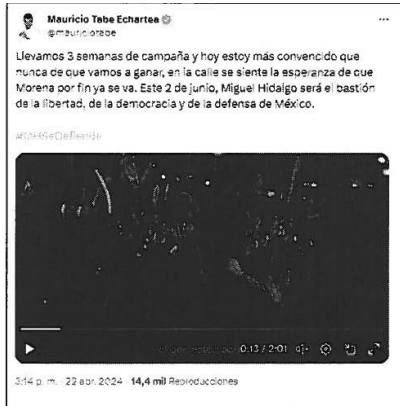 Mauricio Tabe Echartea
@mauriciotabe
Llevamos 3 semanas de campaña y hoy estoy más convencido que
nunca de que vamos a ganar, en la calle se siente la esperanza de que
Morena por fin ya se va. Este 2 de junio, Miguel Hidalgo será el bastión
de la libertad, de la democracia y de la defensa de México.
0:13 / 2:01
3:14 p. m. · 22 abr. 2024 · 14,4 mil Reproducciones